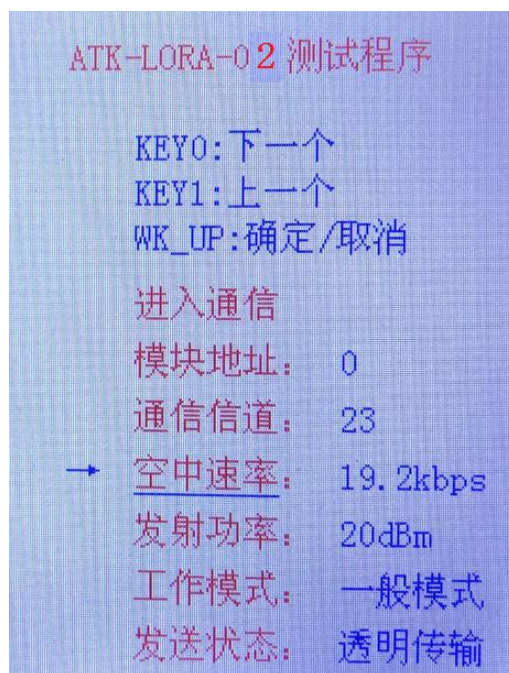 ATK-LORA-02测试程序
KEY0:下一个
KEY1:上一个
WK_UP:确定/取消
进入通信
模块地址: 0
通信信道: 23
→ 空中速率: 19.2kbps
发射功率: 20dBm
工作模式: 一般模式
发送状态: 透明传输